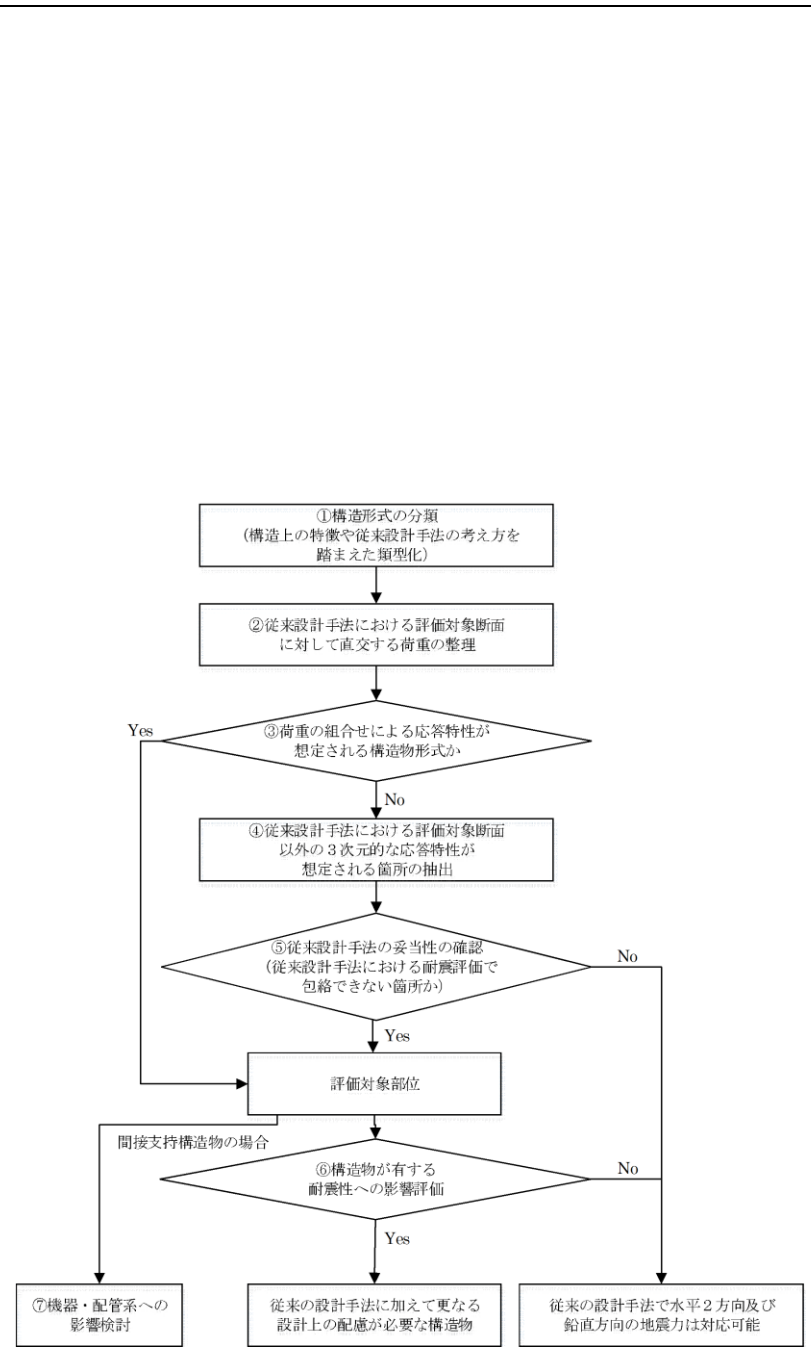 ①構造形式の分類
（構造上の特徴や従来設計手法の考え方を
踏まえた類型化）
②従来設計手法における評価対象断面
に対して直交する荷重の整理
③荷重の組合せによる応答特性が
想定される構造物形式か
Yes
No
④従来設計手法における評価対象断面
以外の３次元的な応答特性が
想定される箇所の抽出
⑤従来設計手法の妥当性の確認
（従来設計手法における耐震評価で
包絡できない箇所か）
No
Yes
評価対象部位
間接支持構造物の場合
⑥構造物が有する
耐震性への影響評価
No
Yes
⑦機器・配管系への
影響検討
従来の設計手法に加えて更なる
設計上の配慮が必要な構造物
従来の設計手法で水平２方向及び
鉛直方向の地震力は対応可能